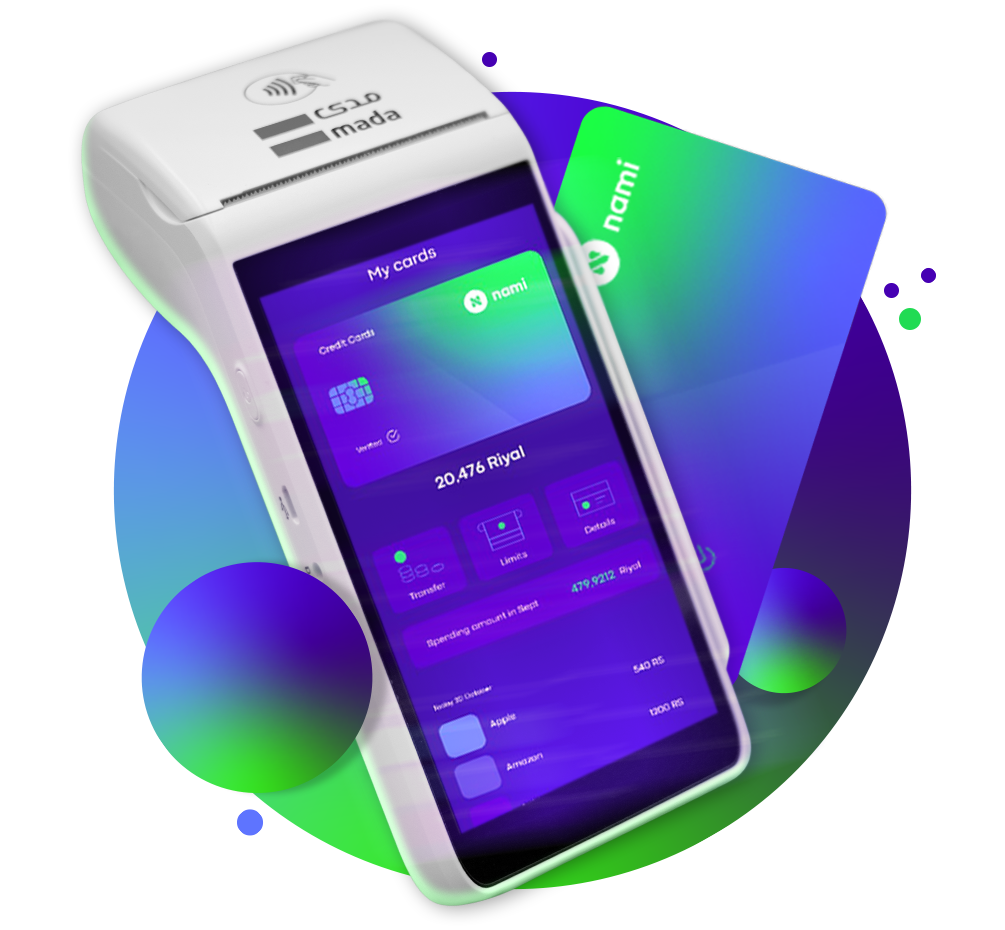 مدى
mada
nami
My cards
nami
Credit Cards
Verified
20.476 Riyal
Transfer
Limits
Details
Spending amount in Sept
479.9212 Riyal
Today 20 October
Apple
540 RS
Amazon
1200 RS